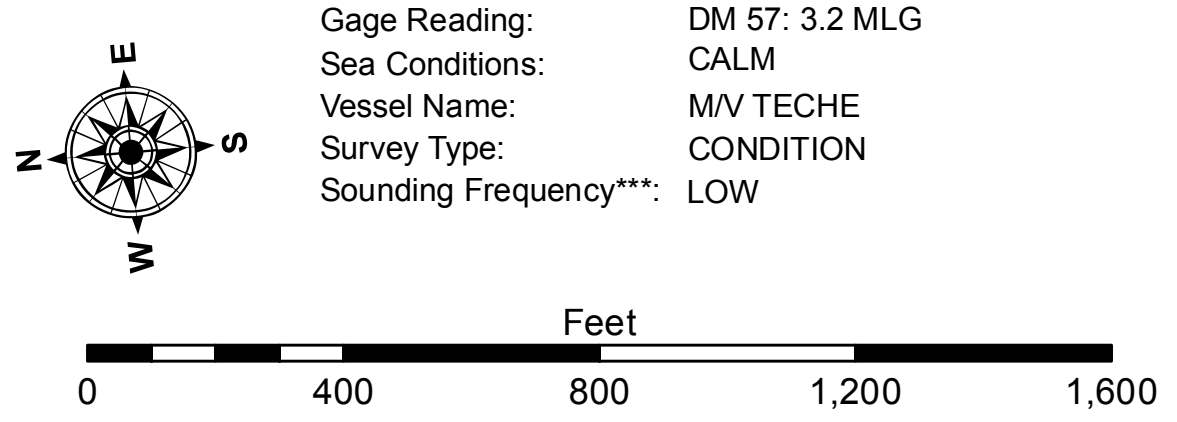 Gage Reading: DM 57: 3.2 MLG
Sea Conditions: CALM
Vessel Name: M/V TECHE
Survey Type: CONDITION
Sounding Frequency***: LOW
E
N
S
W
Feet
0 400 800 1,200 1,600